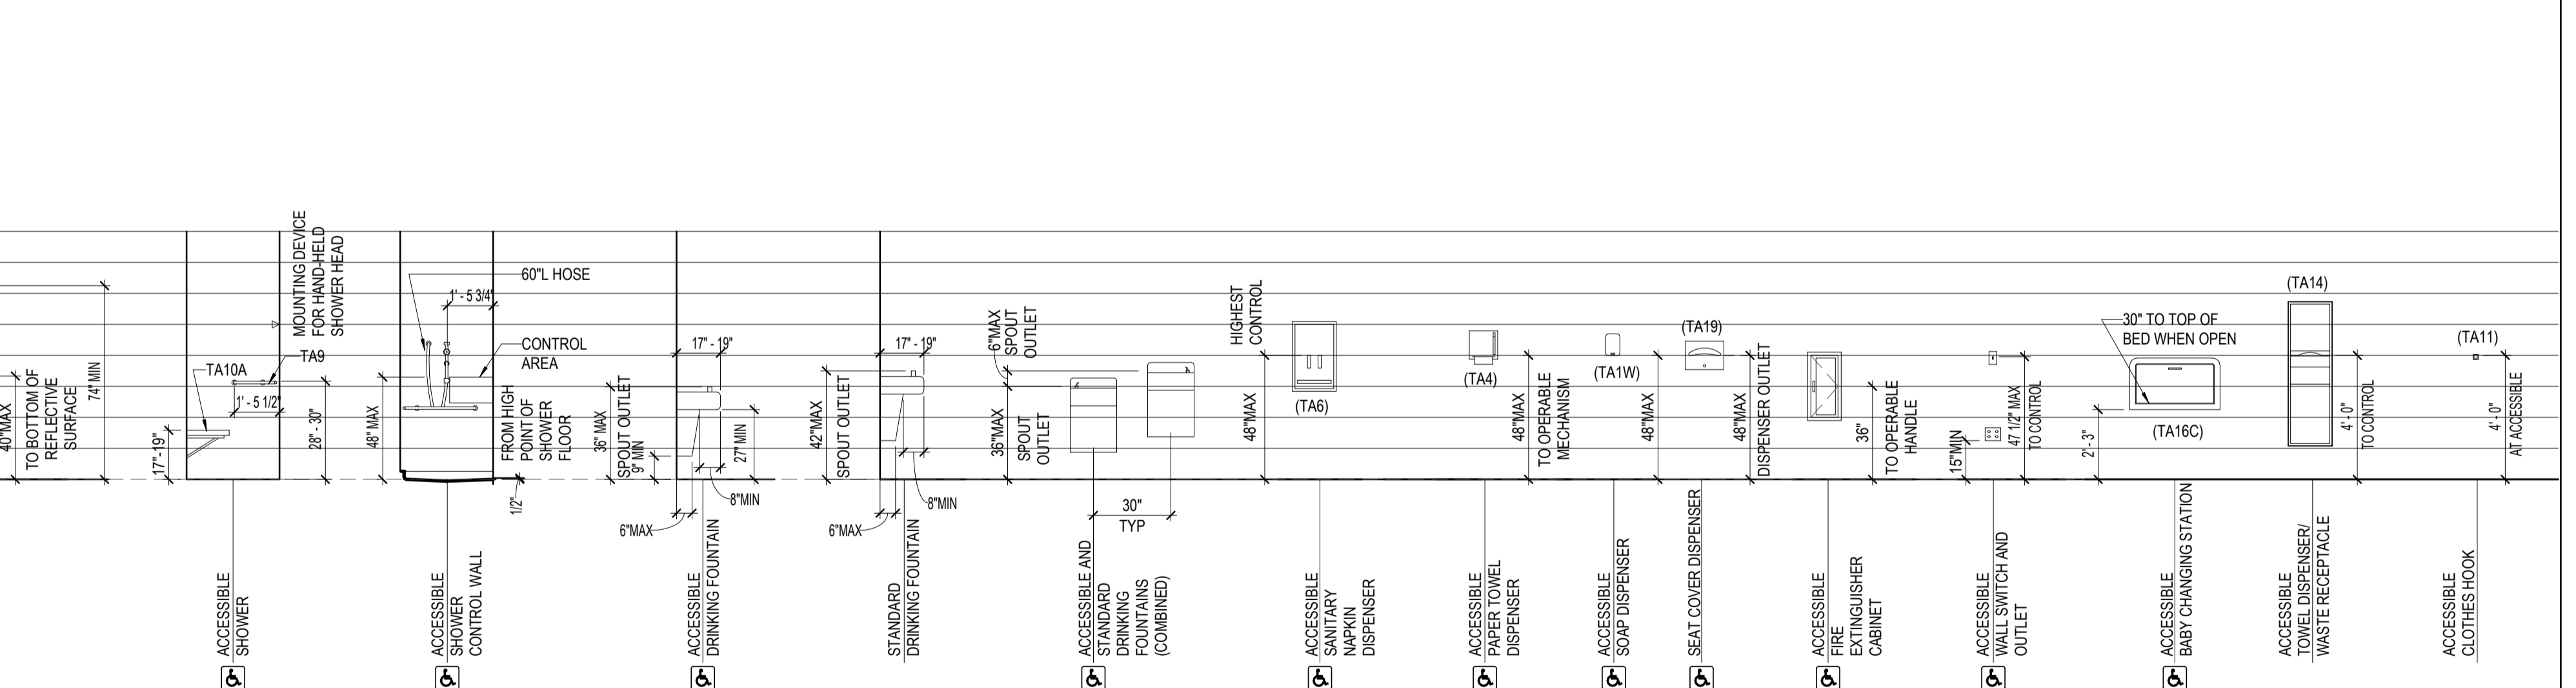 40"MAX
TO BOTTOM OF
REFLECTIVE
SURFACE
74" MIN
17"-19"
TA10A
TA9
1' - 5 1/2"
28" - 30"
MOUNTING DEVICE
FOR HAND-HELD
SHOWER HEAD
ACCESSIBLE
SHOWER
60"L HOSE
1' - 5 3/4"
CONTROL
AREA
48" MAX
FROM HIGH
POINT OF
SHOWER
FLOOR
1/2"
ACCESSIBLE
SHOWER
CONTROL WALL
17" - 19"
36" MAX
SPOUT OUTLET
9" MIN
27" MIN
8"MIN
6"MAX
ACCESSIBLE
DRINKING FOUNTAIN
17" - 19"
42"MAX
SPOUT OUTLET
8"MIN
6"MAX
STANDARD
DRINKING FOUNTAIN
6"MAX
SPOUT
OUTLET
36"MAX
SPOUT
OUTLET
30"
TYP
ACCESSIBLE AND
STANDARD
DRINKING
FOUNTAINS
(COMBINED)
HIGHEST
CONTROL
48"MAX
(TA6)
ACCESSIBLE
SANITARY
NAPKIN
DISPENSER
(TA4)
48"MAX
TO OPERABLE
MECHANISM
ACCESSIBLE
PAPER TOWEL
DISPENSER
(TA1W)
48"MAX
ACCESSIBLE
SOAP DISPENSER
(TA19)
48"MAX
DISPENSER OUTLET
SEAT COVER DISPENSER
36"
TO OPERABLE
HANDLE
ACCESSIBLE
FIRE
EXTINGUISHER
CABINET
15"MIN
47 1/2" MAX
TO CONTROL
ACCESSIBLE
WALL SWITCH AND
OUTLET
30" TO TOP OF
BED WHEN OPEN
2' - 3"
(TA16C)
ACCESSIBLE
BABY CHANGING STATION
(TA14)
4' - 0"
TO CONTROL
ACCESSIBLE
TOWEL DISPENSER/
WASTE RECEPTACLE
(TA11)
4' - 0"
AT ACCESSIBLE
ACCESSIBLE
CLOTHES HOOK